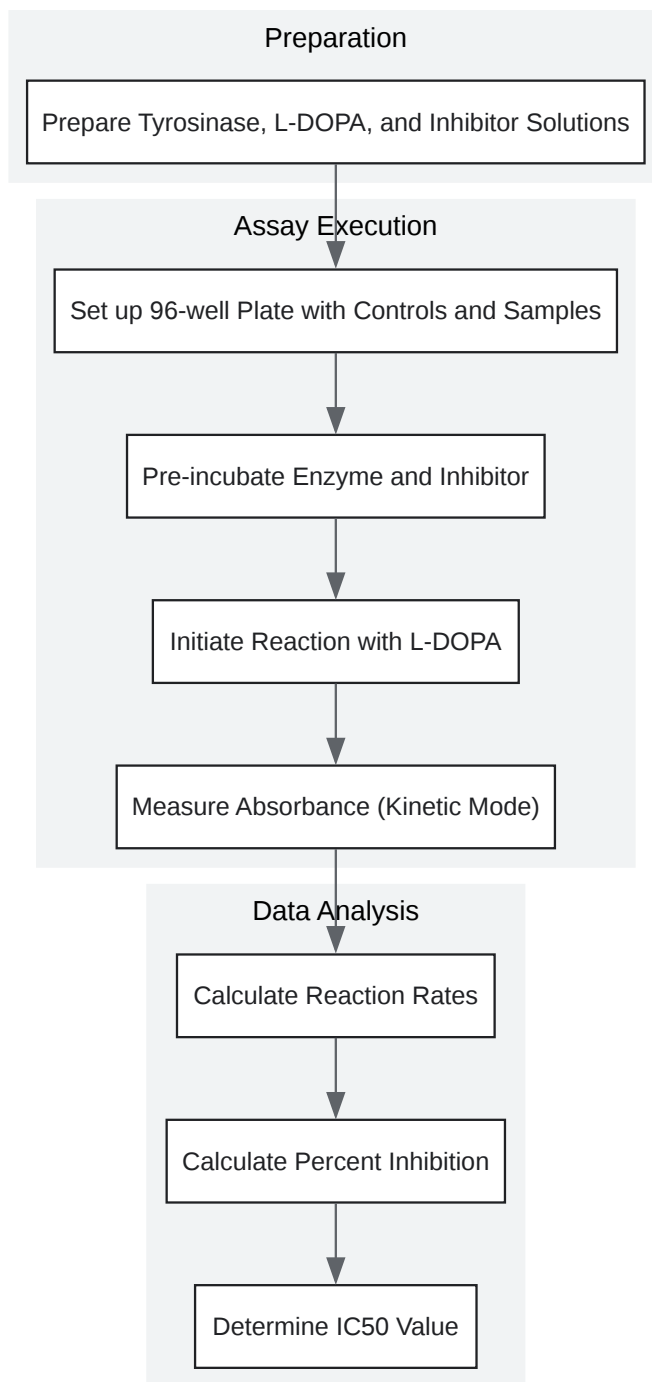 Preparation
Prepare Tyrosinase, L-DOPA, and Inhibitor Solutions
Assay Execution
Set up 96-well Plate with Controls and Samples
Pre-incubate Enzyme and Inhibitor
Initiate Reaction with L-DOPA
Measure Absorbance (Kinetic Mode)
Data Analysis
Calculate Reaction Rates
Calculate Percent Inhibition
Determine IC50 Value